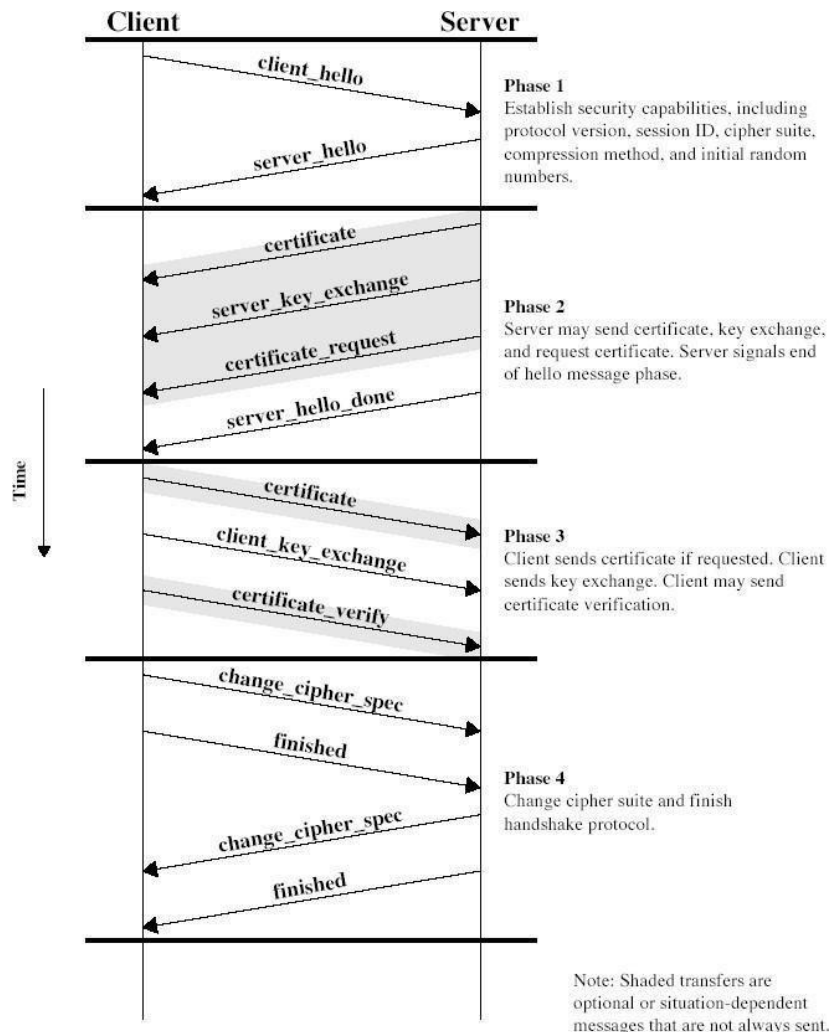 Client
Server
client_hello
server_hello
Phase 1
Establish security capabilities, including
protocol version, session ID, cipher suite,
compression method, and initial random
numbers.
certificate
server_key_exchange
certificate_request
server_hello_done
Phase 2
Server may send certificate, key exchange,
and request certificate. Server signals end
of hello message phase.
Time
certificate
client_key_exchange
certificate_verify
Phase 3
Client sends certificate if requested. Client
sends key exchange. Client may send
certificate verification.
change_cipher_spec
finished
change_cipher_spec
finished
Phase 4
Change cipher suite and finish
handshake protocol.
Note: Shaded transfers are
optional or situation-dependent
messages that are not always sent.